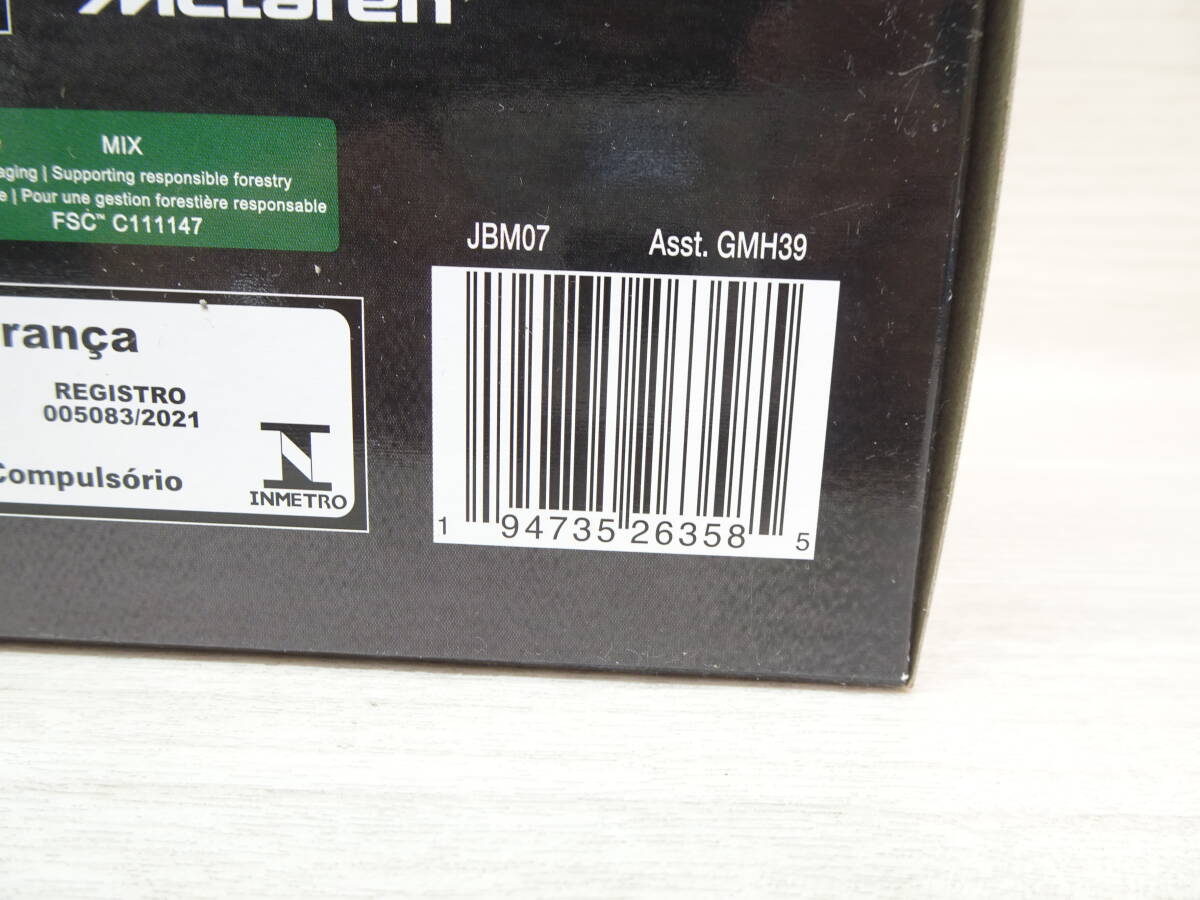 McLaren
MIX
aging | Supporting responsible forestry
e | Pour une gestion forestière responsable
FSC™ C111147
JBM07 Asst. GMH39
rança
REGISTRO
005083/2021
Compulsório
INMETRO
1 94735 26358 5